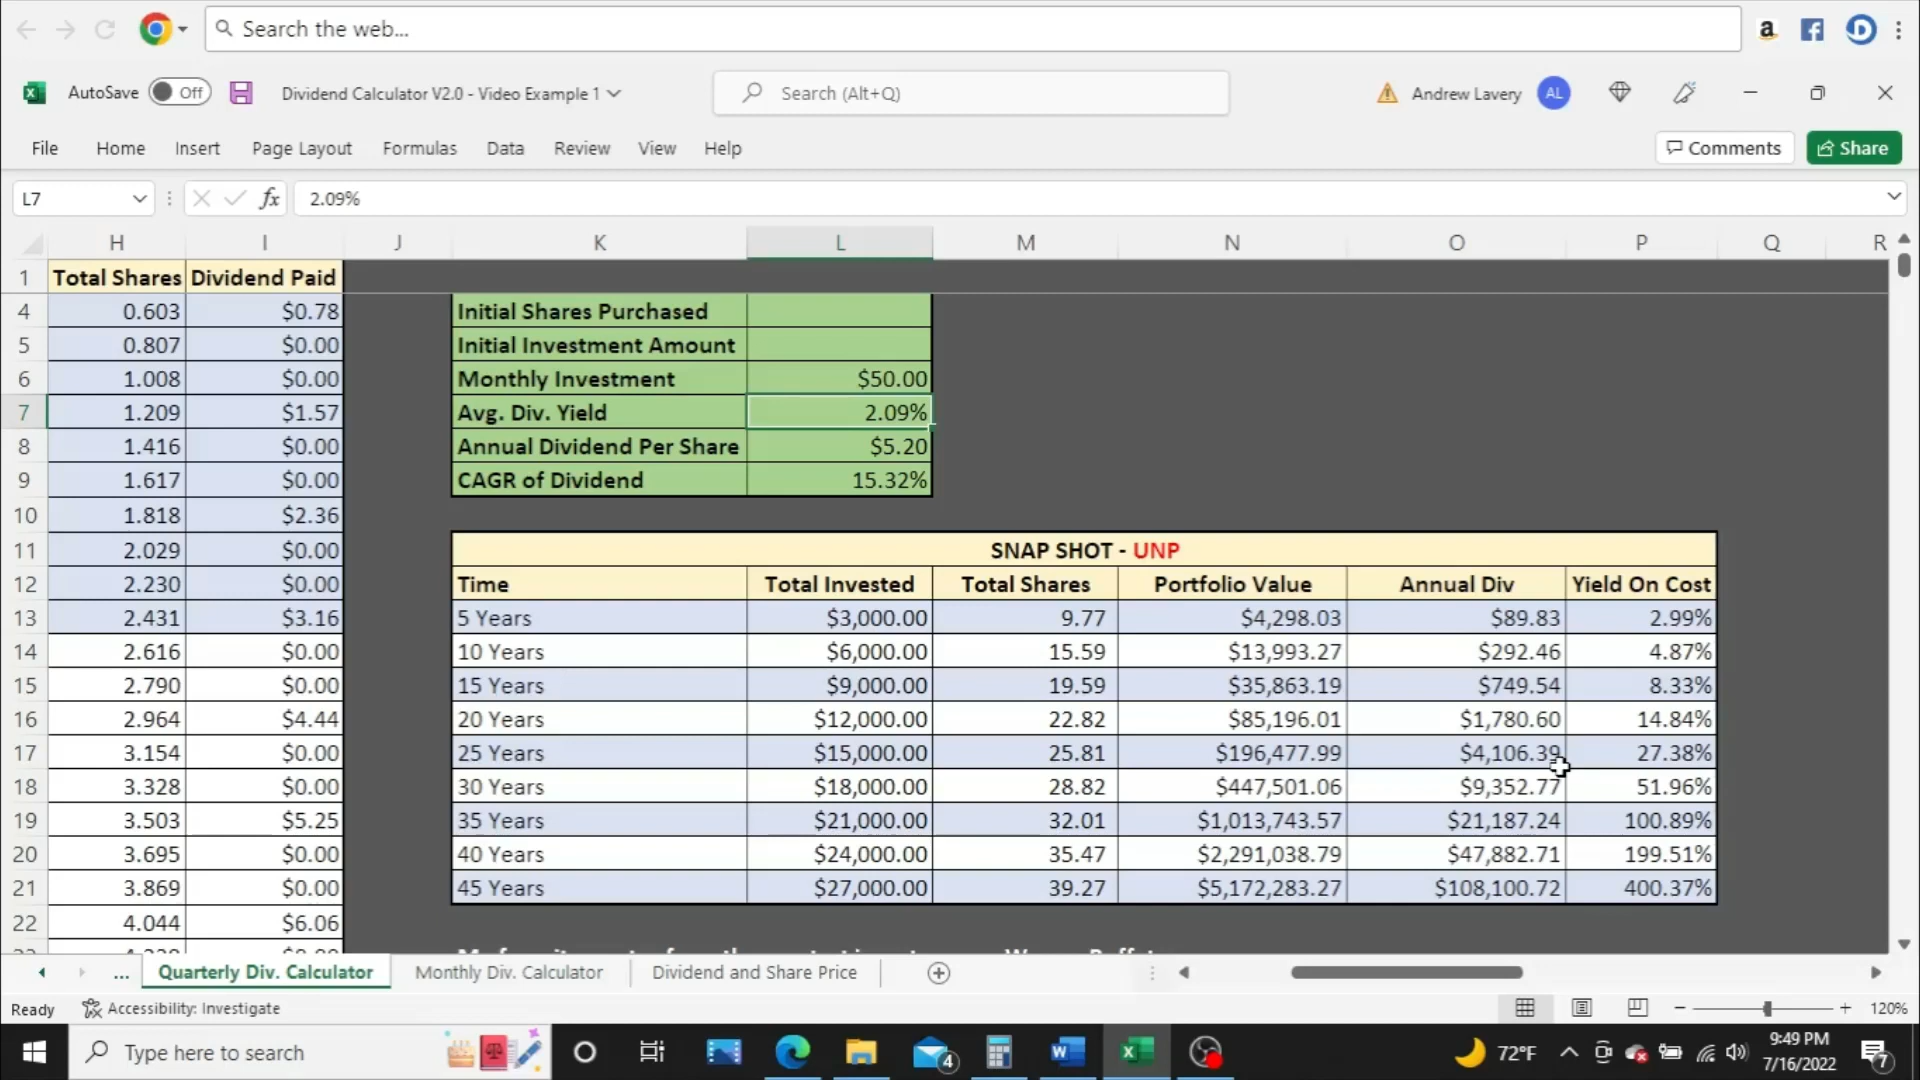 Search the web...
AutoSave Off Dividend Calculator V2.0 - Video Example 1 Search (Alt+Q) Andrew Lavery AL
File Home Insert Page Layout Formulas Data Review View Help Comments Share
L7 fx 2.09%
H I J K L M N O P Q R
1 Total Shares Dividend Paid
4 0.603 $0.78 Initial Shares Purchased
5 0.807 $0.00 Initial Investment Amount
6 1.008 $0.00 Monthly Investment $50.00
7 1.209 $1.57 Avg. Div. Yield 2.09%
8 1.416 $0.00 Annual Dividend Per Share $5.20
9 1.617 $0.00 CAGR of Dividend 15.32%
10 1.818 $2.36
11 2.029 $0.00 SNAP SHOT - UNP
12 2.230 $0.00 Time Total Invested Total Shares Portfolio Value Annual Div Yield On Cost
13 2.431 $3.16 5 Years $3,000.00 9.77 $4,298.03 $89.83 2.99%
14 2.616 $0.00 10 Years $6,000.00 15.59 $13,993.27 $292.46 4.87%
15 2.790 $0.00 15 Years $9,000.00 19.59 $35,863.19 $749.54 8.33%
16 2.964 $4.44 20 Years $12,000.00 22.82 $85,196.01 $1,780.60 14.84%
17 3.154 $0.00 25 Years $15,000.00 25.81 $196,477.99 $4,106.39 27.38%
18 3.328 $0.00 30 Years $18,000.00 28.82 $447,501.06 $9,352.77 51.96%
19 3.503 $5.25 35 Years $21,000.00 32.01 $1,013,743.57 $21,187.24 100.89%
20 3.695 $0.00 40 Years $24,000.00 35.47 $2,291,038.79 $47,882.71 199.51%
21 3.869 $0.00 45 Years $27,000.00 39.27 $5,172,283.27 $108,100.72 400.37%
22 4.044 $6.06
... Quarterly Div. Calculator Monthly Div. Calculator Dividend and Share Price
Ready Accessibility: Investigate 120%
Type here to search 4 72°F 9:49 PM
7/16/2022 7